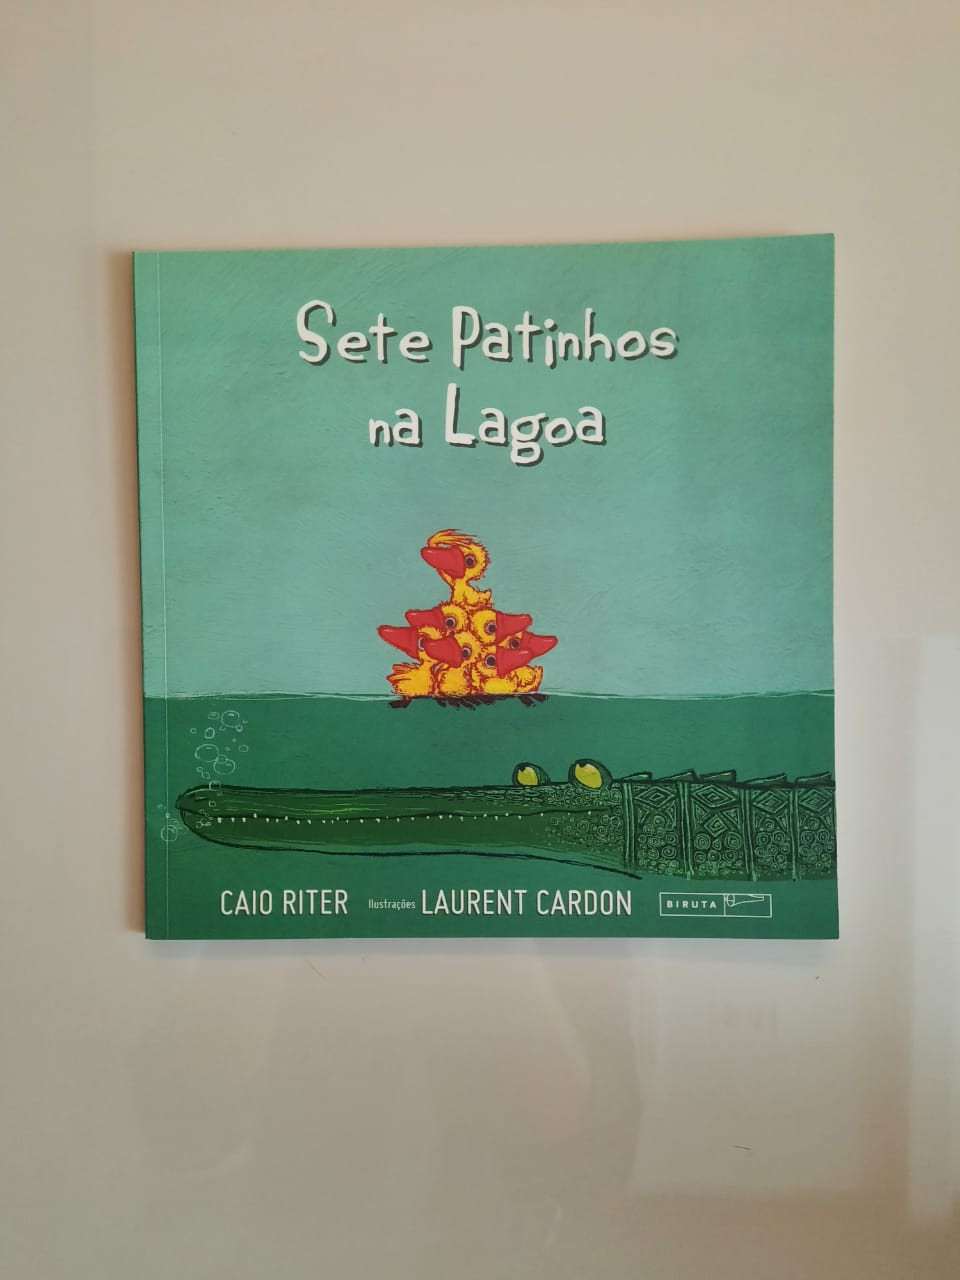 Sete Patinhos
na Lagoa
CAIO RITER Ilustrações LAURENT CARDON BIRUTA